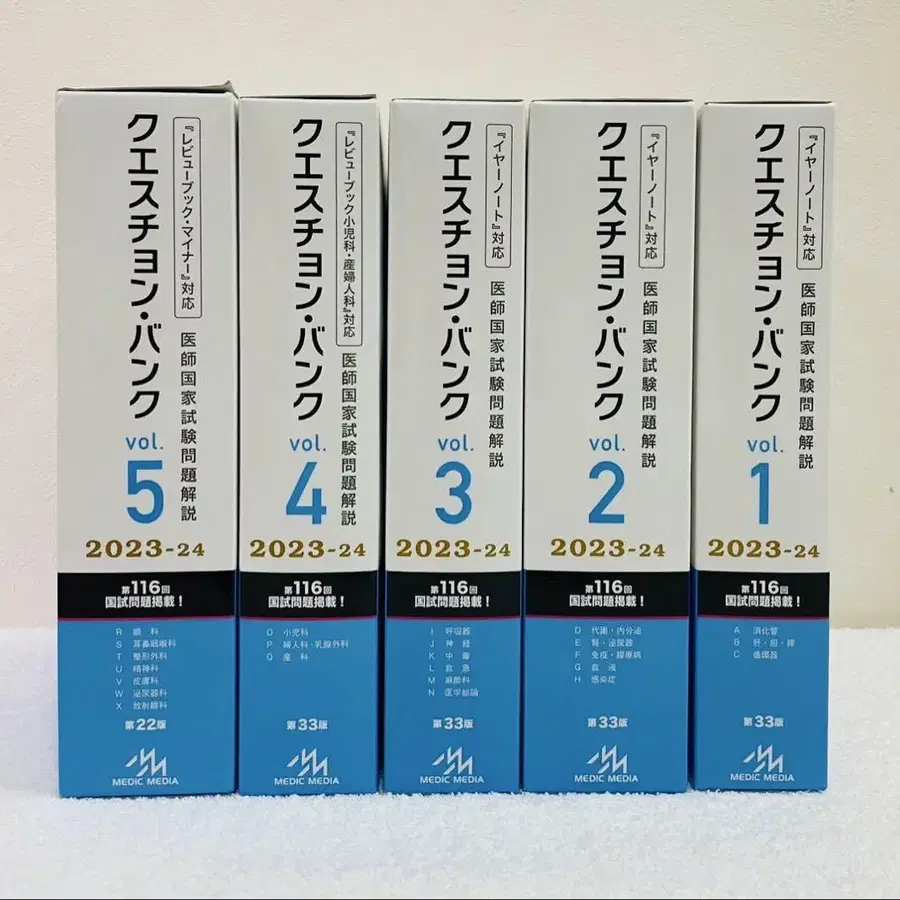 『レビューブック・マイナー』対応
クエスチョン・バンク
医師国家試験問題解説
vol.
5
2023-24
第116回
国試問題掲載！
R 眼科
S 耳鼻咽喉科
T 整形外科
U 精神科
V 皮膚科
W 泌尿器科
X 放射線科
第22版
MEDIC MEDIA
『レビューブック小児科・産婦人科』対応
クエスチョン・バンク
医師国家試験問題解説
vol.
4
2023-24
第116回
国試問題掲載！
O 小児科
P 婦人科・乳腺外科
Q 産科
第33版
MEDIC MEDIA
『イヤーノート』対応
クエスチョン・バンク
医師国家試験問題解説
vol.
3
2023-24
第116回
国試問題掲載！
I 呼吸器
J 神経
K 中毒
L 救急
M 麻酔科
N 医学総論
第33版
MEDIC MEDIA
『イヤーノート』対応
クエスチョン・バンク
医師国家試験問題解説
vol.
2
2023-24
第116回
国試問題掲載！
D 代謝・内分泌
E 腎・泌尿器
F 免疫・膠原病
G 血液
H 感染症
第33版
MEDIC MEDIA
『イヤーノート』対応
クエスチョン・バンク
医師国家試験問題解説
vol.
1
2023-24
第116回
国試問題掲載！
A 消化管
B 肝・胆・膵
C 循環器
第33版
MEDIC MEDIA